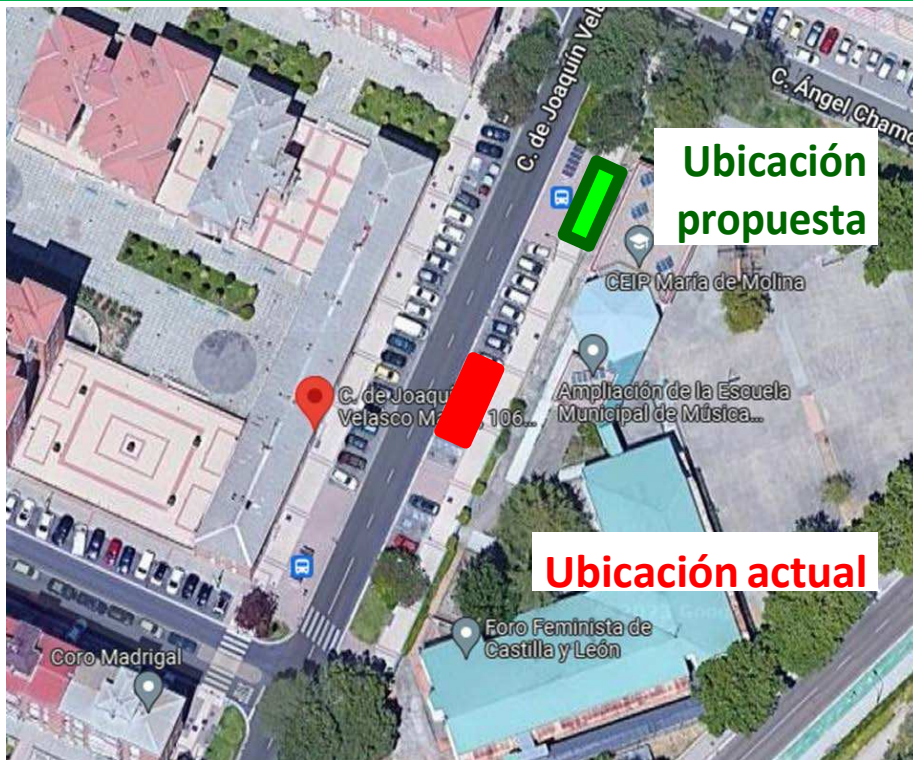 C. de Joaquín Vela
C. Ángel Chamo
Ubicación
propuesta
CEIP María de Molina
C. de Joaquí
Velasco Ma , 106...
Ampliación de la Escuela
Municipal de Música...
Ubicación actual
Foro Feminista de
Castilla y León
Coro Madrigal